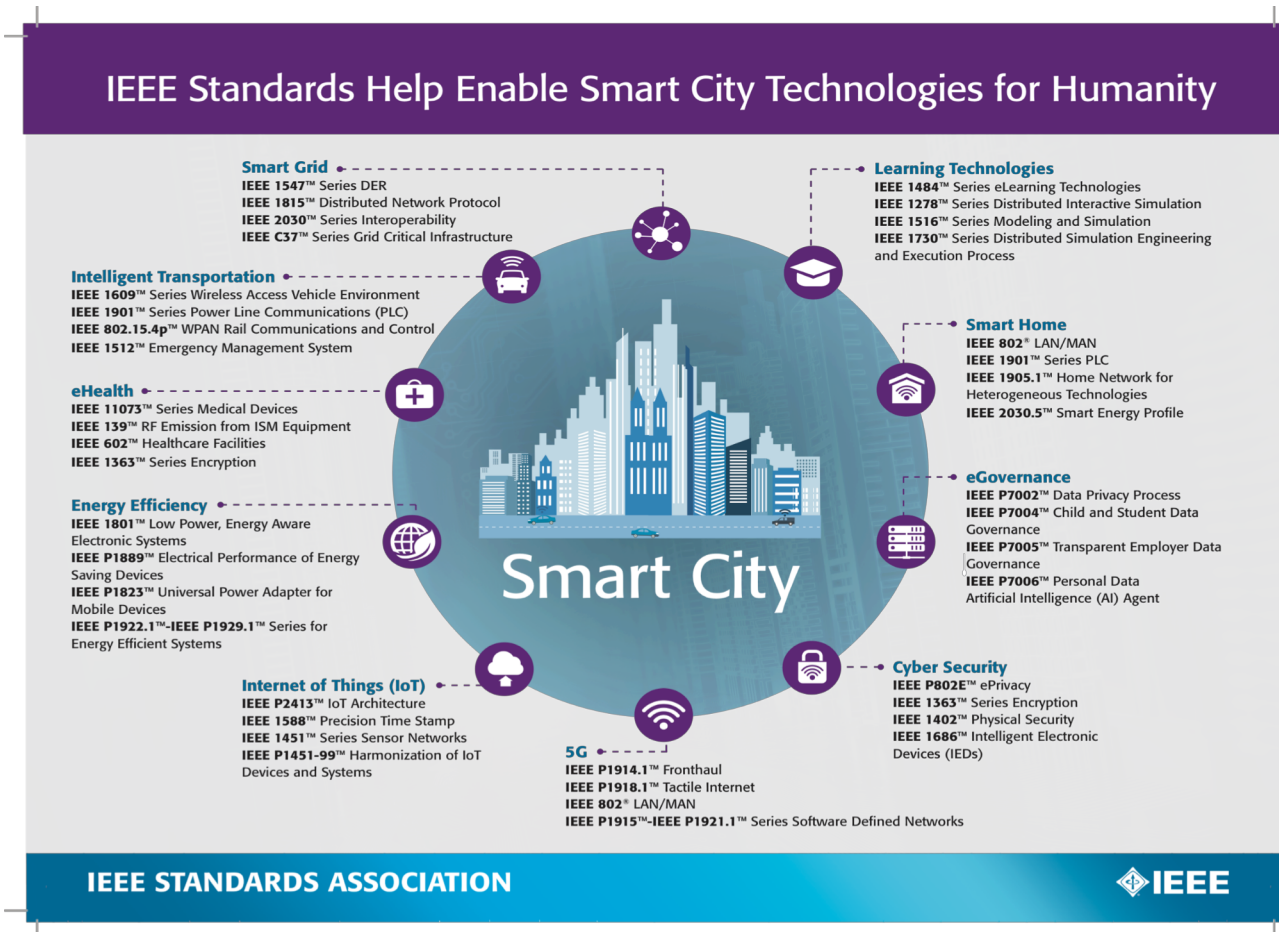 IEEE Standards Help Enable Smart City Technologies for Humanity
Smart Grid
IEEE 1547™ Series DER
IEEE 1815™ Distributed Network Protocol
IEEE 2030™ Series Interoperability
IEEE C37™ Series Grid Critical Infrastructure
Learning Technologies
IEEE 1484™ Series eLearning Technologies
IEEE 1278™ Series Distributed Interactive Simulation
IEEE 1516™ Series Modeling and Simulation
IEEE 1730™ Series Distributed Simulation Engineering
and Execution Process
Intelligent Transportation
IEEE 1609™ Series Wireless Access Vehicle Environment
IEEE 1901™ Series Power Line Communications (PLC)
IEEE 802.15.4p™ WPAN Rail Communications and Control
IEEE 1512™ Emergency Management System
Smart Home
IEEE 802® LAN/MAN
IEEE 1901™ Series PLC
IEEE 1905.1™ Home Network for
Heterogeneous Technologies
IEEE 2030.5™ Smart Energy Profile
eHealth
IEEE 11073™ Series Medical Devices
IEEE 139™ RF Emission from ISM Equipment
IEEE 602™ Healthcare Facilities
IEEE 1363™ Series Encryption
eGovernance
IEEE P7002™ Data Privacy Process
IEEE P7004™ Child and Student Data
Governance
IEEE P7005™ Transparent Employer Data
Governance
IEEE P7006™ Personal Data
Artificial Intelligence (AI) Agent
Energy Efficiency
IEEE 1801™ Low Power, Energy Aware
Electronic Systems
IEEE P1889™ Electrical Performance of Energy
Saving Devices
IEEE P1823™ Universal Power Adapter for
Mobile Devices
IEEE P1922.1™-IEEE P1929.1™ Series for
Energy Efficient Systems
Smart City
Internet of Things (IoT)
IEEE P2413™ IoT Architecture
IEEE 1588™ Precision Time Stamp
IEEE 1451™ Series Sensor Networks
IEEE P1451-99™ Harmonization of IoT
Devices and Systems
Cyber Security
IEEE P802E™ ePrivacy
IEEE 1363™ Series Encryption
IEEE 1402™ Physical Security
IEEE 1686™ Intelligent Electronic
Devices (IEDs)
5G
IEEE P1914.1™ Fronthaul
IEEE P1918.1™ Tactile Internet
IEEE 802® LAN/MAN
IEEE P1915™-IEEE P1921.1™ Series Software Defined Networks
IEEE STANDARDS ASSOCIATION
IEEE